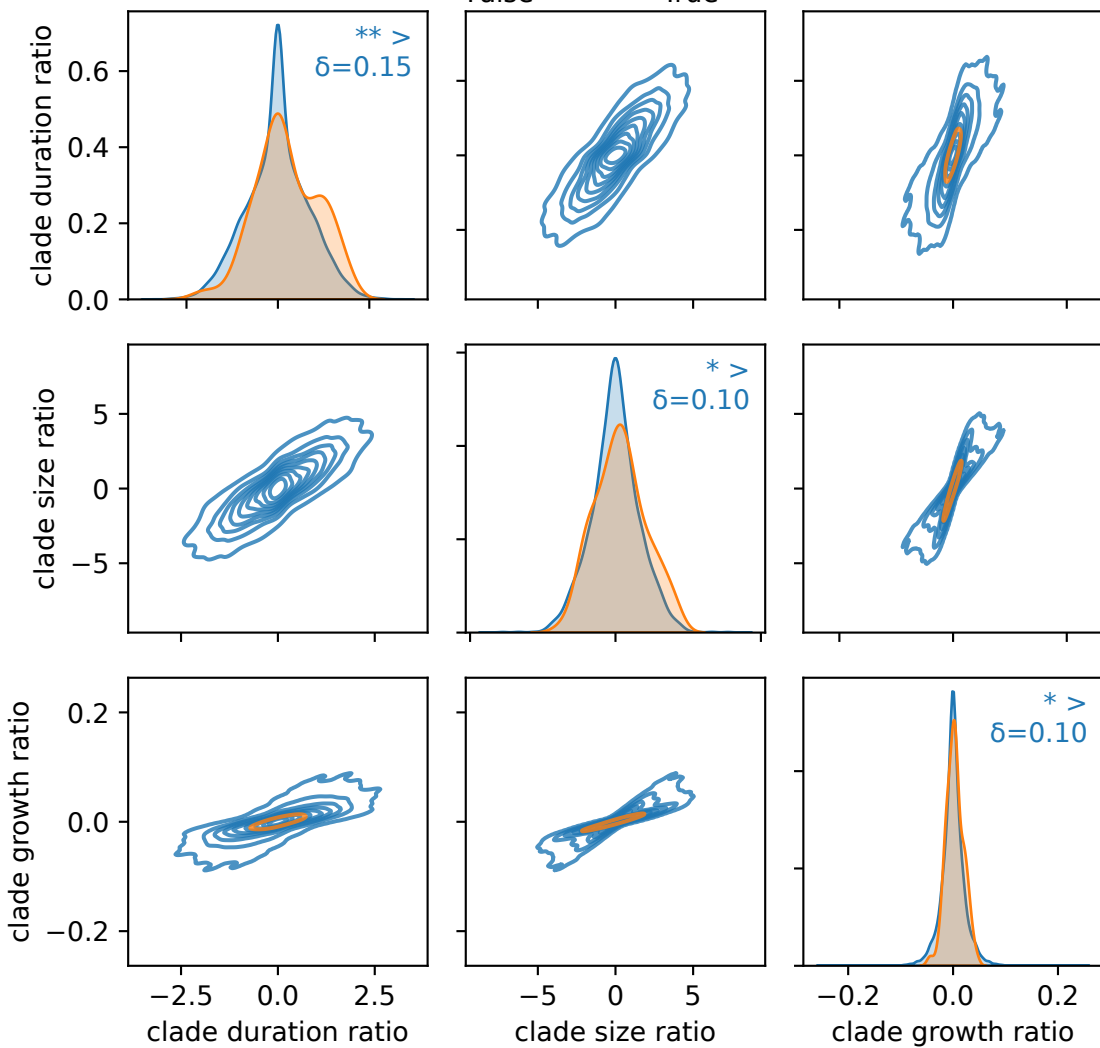 ** >
δ=0.15
clade duration ratio
0.6
0.4
0.2
0.0
* >
δ=0.10
clade size ratio
5
0
−5
* >
δ=0.10
clade growth ratio
0.2
0.0
−0.2
−2.5 0.0 2.5 −5 0 5 −0.2 0.0 0.2
clade duration ratio clade size ratio clade growth ratio